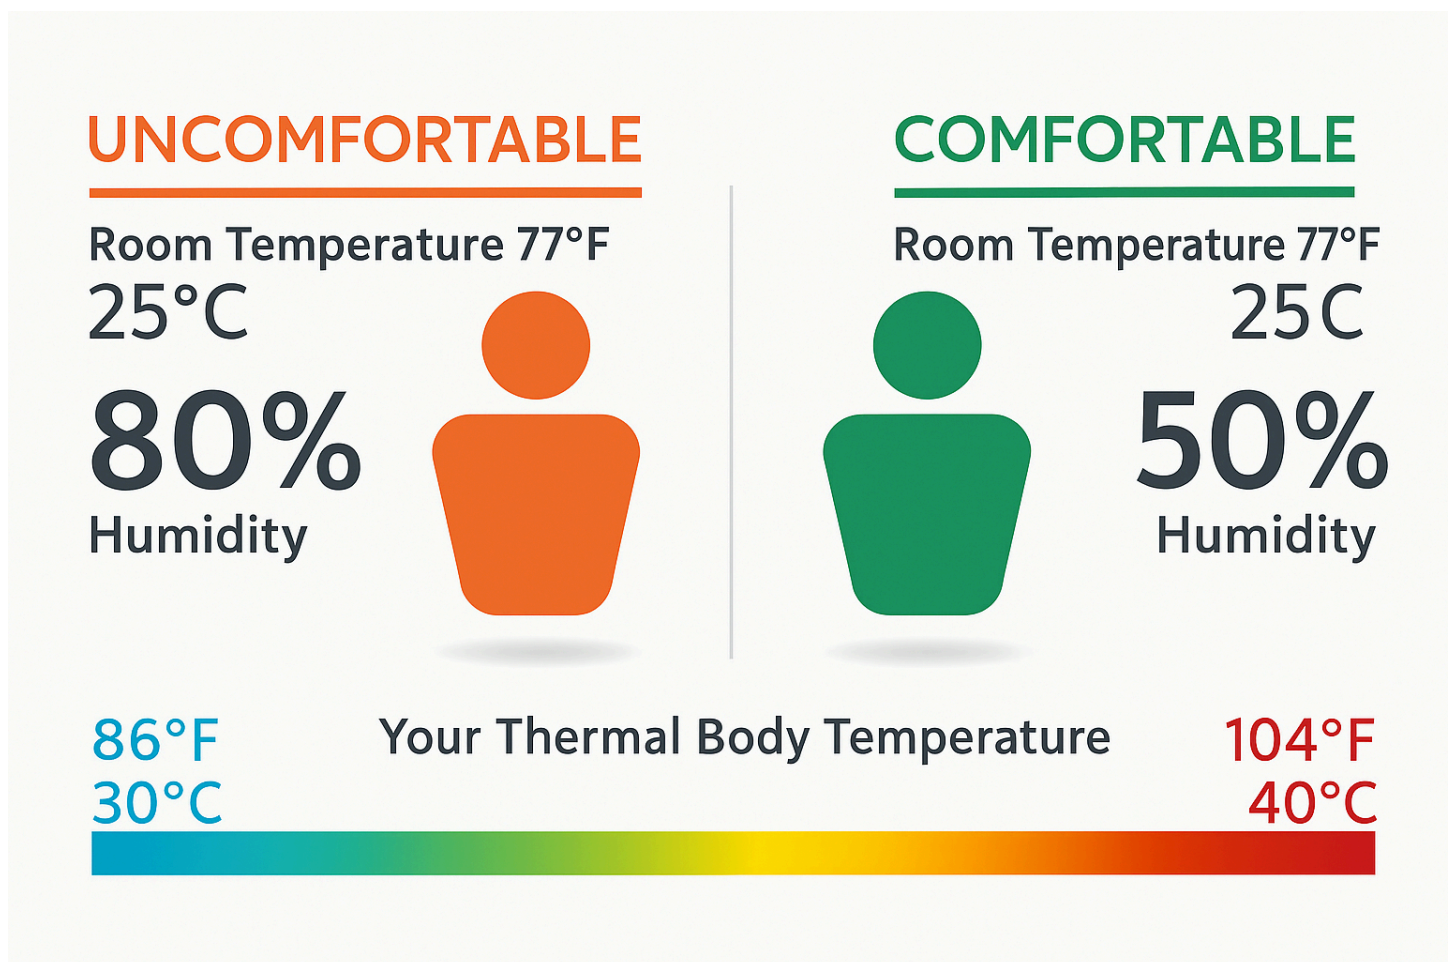 UNCOMFORTABLE
Room Temperature 77°F
25°C
80%
Humidity
COMFORTABLE
Room Temperature 77°F
25C
50%
Humidity
86°F
30°C
Your Thermal Body Temperature
104°F
40°C